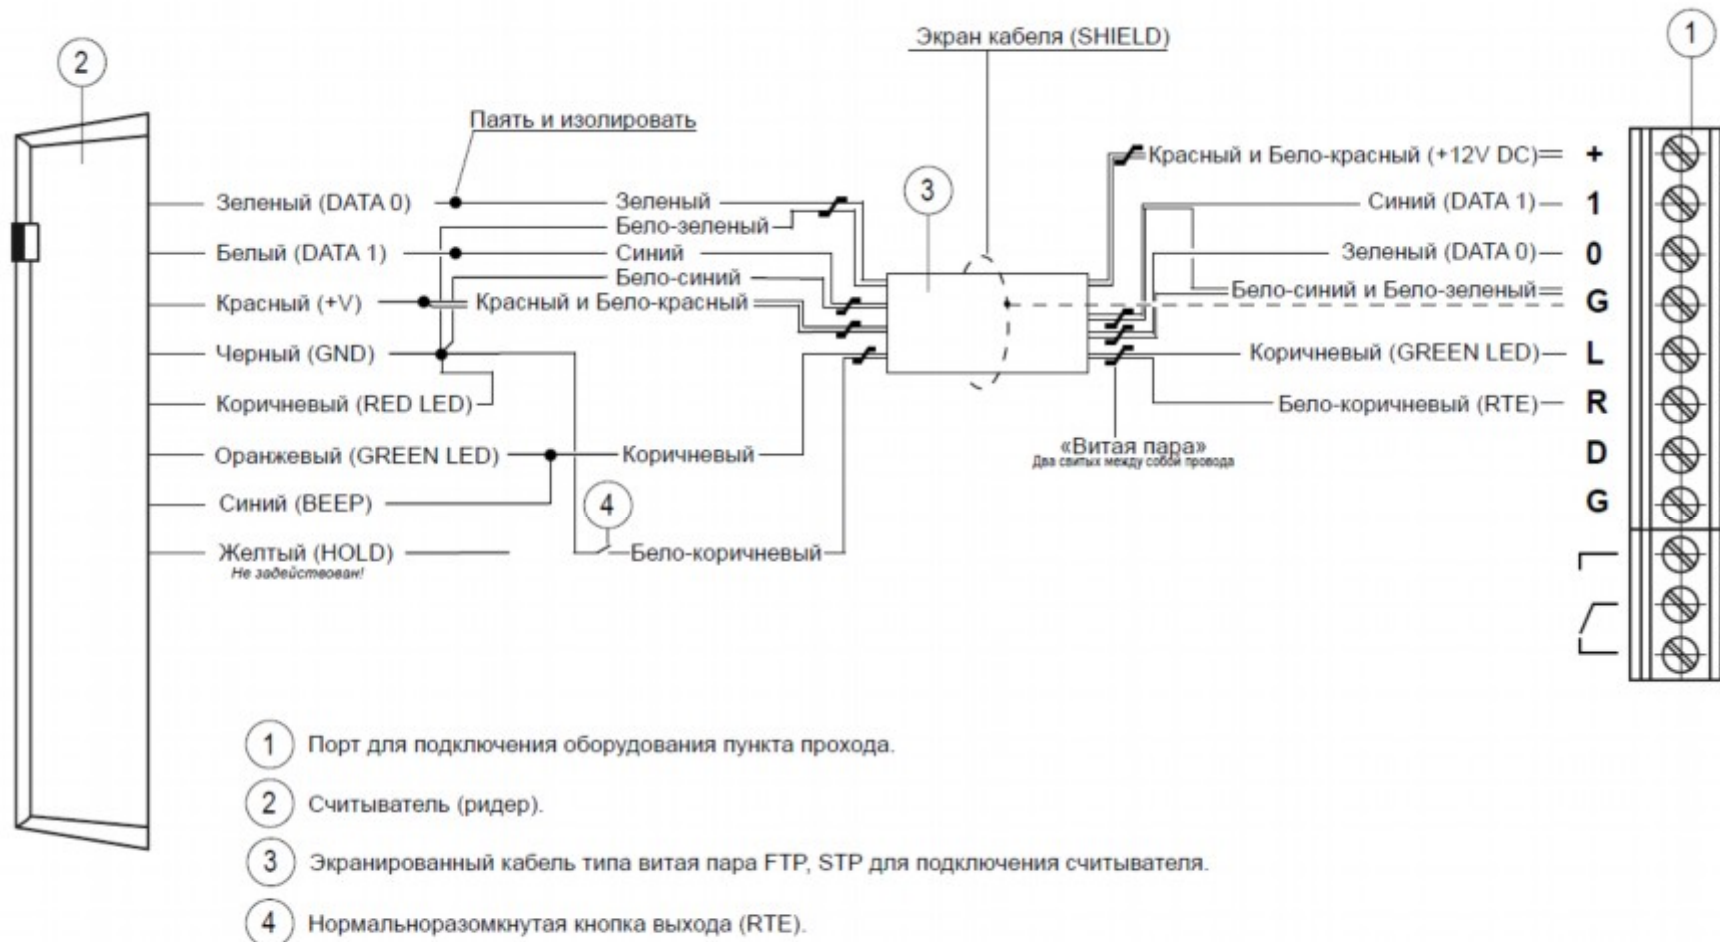 Экран кабеля (SHIELD)
1
2
Паять и изолировать
Красный и Бело-красный (+12V DC)
+
3
Зеленый (DATA 0)
Зеленый
Синий (DATA 1)
1
Бело-зеленый
Белый (DATA 1)
Синий
Зеленый (DATA 0)
0
Бело-синий
Красный (+V)
Красный и Бело-красный
Бело-синий и Бело-зеленый
G
Черный (GND)
Коричневый (GREEN LED)
L
Коричневый (RED LED)
Бело-коричневый (RTE)
R
«Витая пара»
Два свитых между собой провода
Оранжевый (GREEN LED)
Коричневый
D
Синий (BEEP)
4
G
Желтый (HOLD)
Не задействован!
Бело-коричневый
1 Порт для подключения оборудования пункта прохода.
2 Считыватель (ридер).
3 Экранированный кабель типа витая пара FTP, STP для подключения считывателя.
4 Нормальноразомкнутая кнопка выхода (RTE).